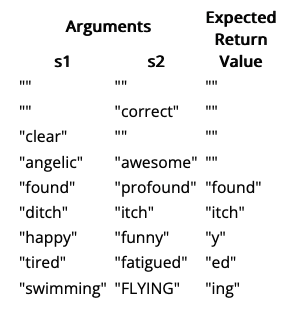 Arguments Expected Return Value
s1 s2
"" "" ""
"" "correct" ""
"clear" "" ""
"angelic" "awesome" ""
"found" "profound" "found"
"ditch" "itch" "itch"
"happy" "funny" "y"
"tired" "fatigued" "ed"
"swimming" "FLYING" "ing"